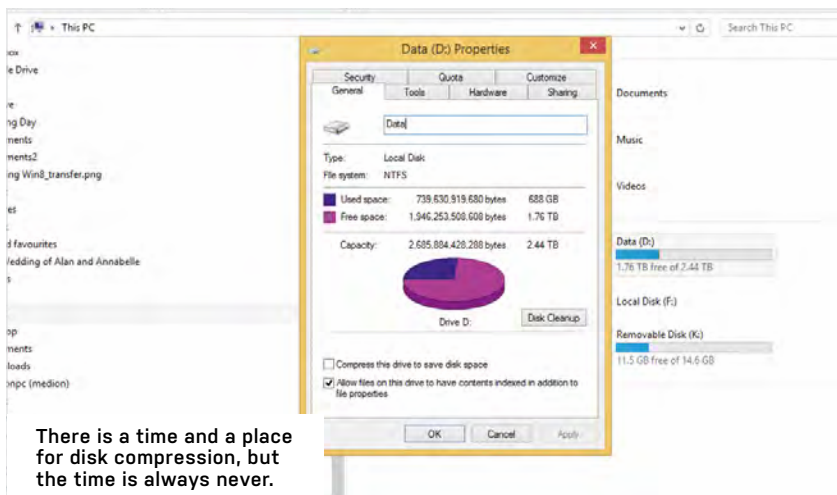 This PC
Search This PC
ox
e Drive
re
ng Day
ments
ments2
ng Win8_transfer.png
es
d favourites
Wedding of Alan and Annabelle
s
op
ments
loads
onpc (medion)
Data (D:) Properties
Security Quota Customize
General Tools Hardware Sharing
Data
Type: Local Disk
File system: NTFS
Used space: 739,630,919,680 bytes 688 GB
Free space: 1,946,253,508,608 bytes 1.76 TB
Capacity: 2,685,884,428,288 bytes 2.44 TB
Drive D:
Disk Cleanup
Compress this drive to save disk space
Allow files on this drive to have contents indexed in addition to
file properties
OK Cancel Apply
Documents
Music
Videos
Data (D:)
1.76 TB free of 2.44 TB
Local Disk (F:)
Removable Disk (K:)
11.5 GB free of 14.6 GB
There is a time and a place
for disk compression, but
the time is always never.